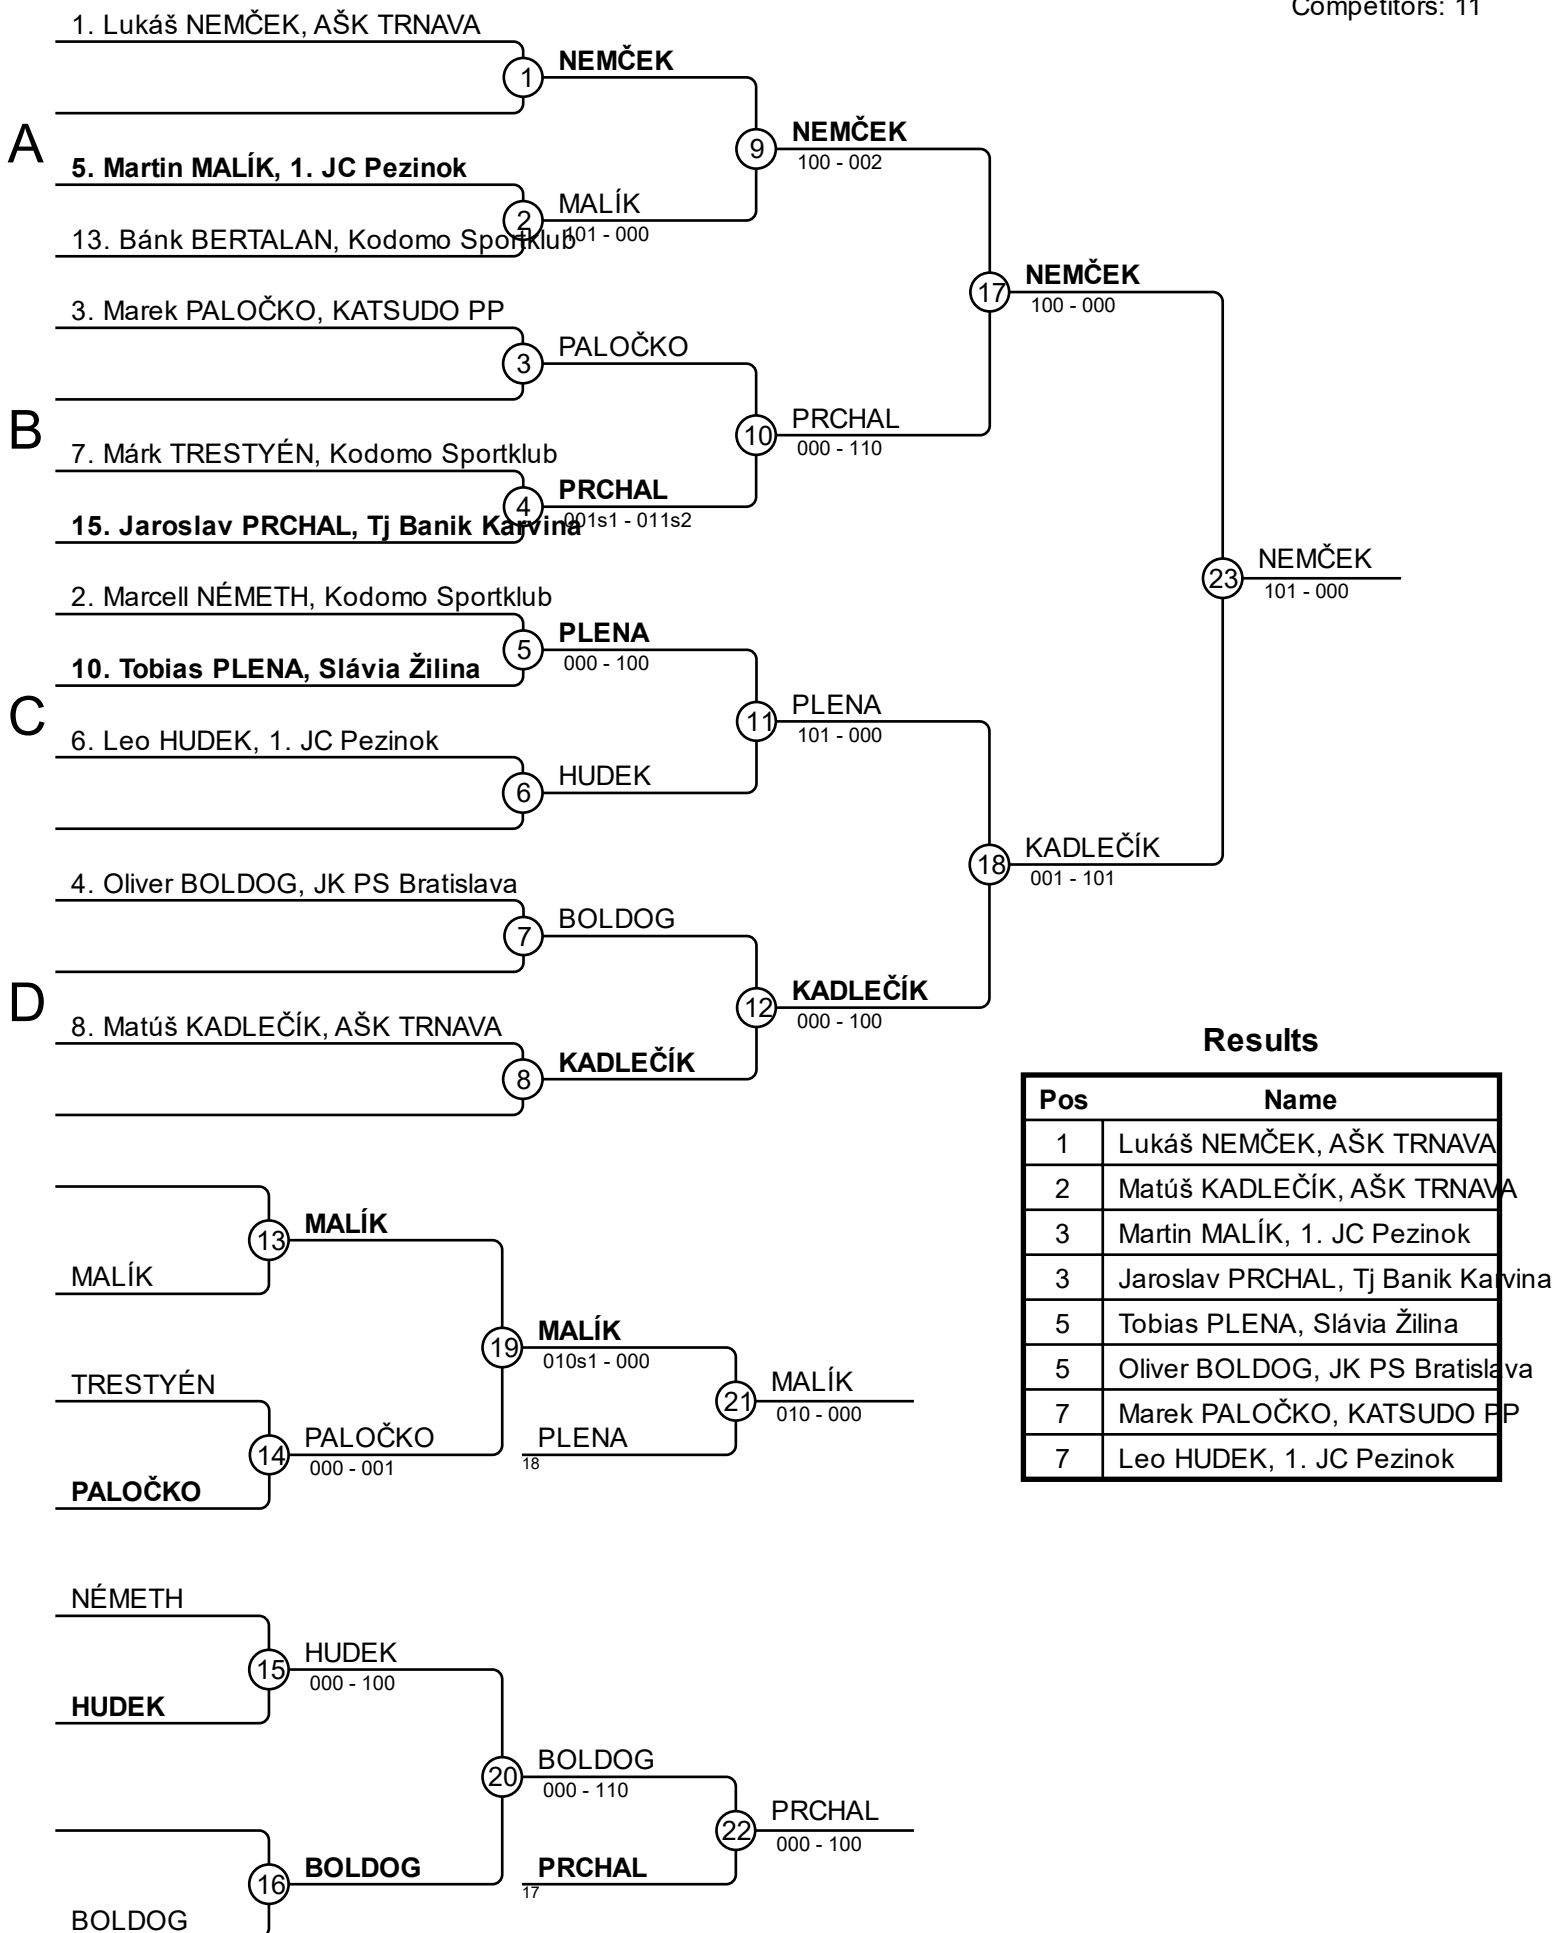 Competitors: 11
1. Lukáš NEMČEK, AŠK TRNAVA
1
NEMČEK
A
5. Martin MALÍK, 1. JC Pezinok
2
MALÍK
101 - 000
13. Bánk BERTALAN, Kodomo Sportklub
9
NEMČEK
100 - 002
3. Marek PALOČKO, KATSUDO PP
3
PALOČKO
B
7. Márk TRESTYÉN, Kodomo Sportklub
4
PRCHAL
001s1 - 011s2
15. Jaroslav PRCHAL, Tj Banik Karvina
10
PRCHAL
000 - 110
17
NEMČEK
100 - 000
2. Marcell NÉMETH, Kodomo Sportklub
5
PLENA
000 - 100
10. Tobias PLENA, Slávia Žilina
C
6. Leo HUDEK, 1. JC Pezinok
6
HUDEK
11
PLENA
101 - 000
4. Oliver BOLDOG, JK PS Bratislava
7
BOLDOG
D
8. Matúš KADLEČÍK, AŠK TRNAVA
8
KADLEČÍK
12
KADLEČÍK
000 - 100
18
KADLEČÍK
001 - 101
23
NEMČEK
101 - 000
13
MALÍK
MALÍK
TRESTYÉN
14
PALOČKO
000 - 001
PALOČKO
19
MALÍK
010s1 - 000
PLENA
18
21
MALÍK
010 - 000
NÉMETH
15
HUDEK
000 - 100
HUDEK
16
BOLDOG
BOLDOG
20
BOLDOG
000 - 110
PRCHAL
17
22
PRCHAL
000 - 100
Results
Pos Name
1 Lukáš NEMČEK, AŠK TRNAVA
2 Matúš KADLEČÍK, AŠK TRNAVA
3 Martin MALÍK, 1. JC Pezinok
3 Jaroslav PRCHAL, Tj Banik Karvina
5 Tobias PLENA, Slávia Žilina
5 Oliver BOLDOG, JK PS Bratislava
7 Marek PALOČKO, KATSUDO PP
7 Leo HUDEK, 1. JC Pezinok